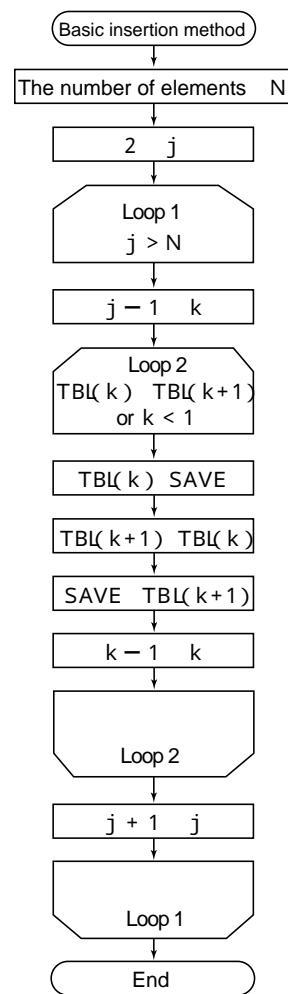 Basic insertion method
The number of elements N
2 j
Loop 1
j > N
j − 1 k
Loop 2
TBL(k) TBL(k+1)
or k < 1
TBL(k) SAVE
TBL(k+1) TBL(k)
SAVE TBL(k+1)
k − 1 k
Loop 2
j + 1 j
Loop 1
End